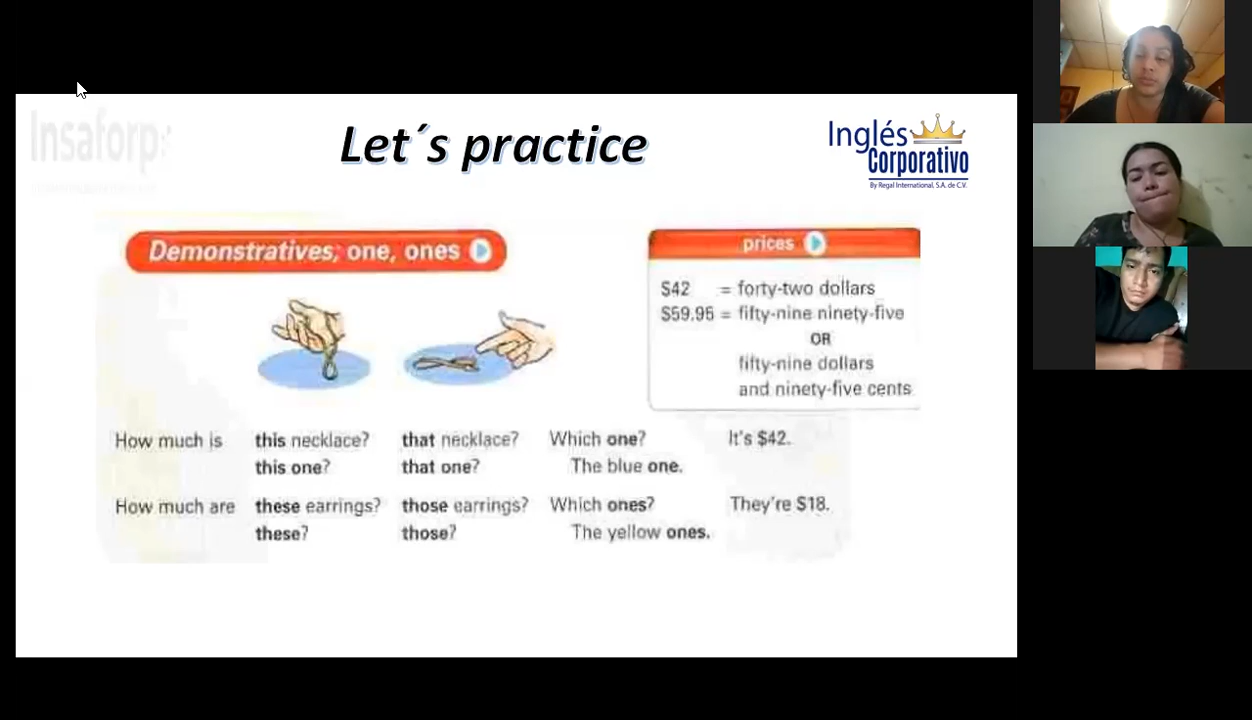 Insaforp
Let´s practice
Inglés
Corporativo
By Regal International, S.A. de C.V.
Demonstratives; one, ones
prices
$42 = forty-two dollars
$59.95 = fifty-nine ninety-five
OR
fifty-nine dollars
and ninety-five cents
How much is this necklace? that necklace? Which one? It's $42.
this one? that one? The blue one.
How much are these earrings? those earrings? Which ones? They're $18.
these? those? The yellow ones.